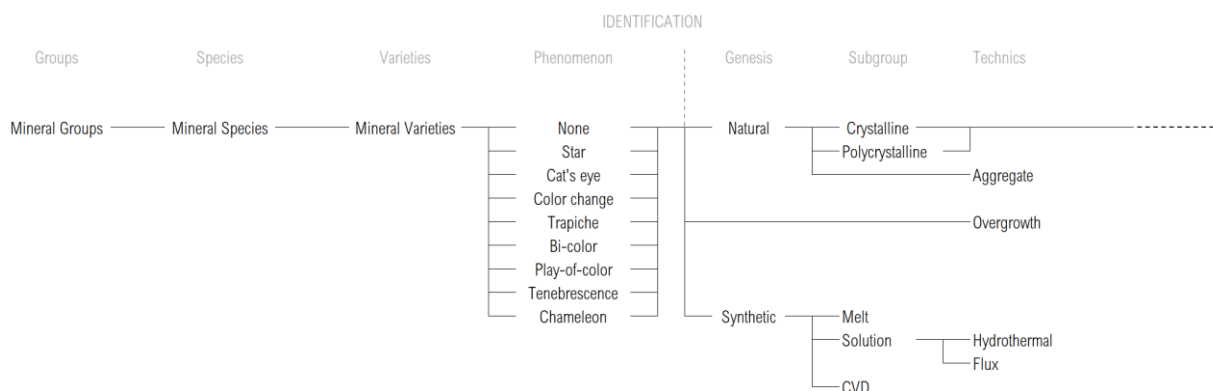 IDENTIFICATION
Groups Species Varieties Phenomenon Genesis Subgroup Technics
Mineral Groups Mineral Species Mineral Varieties None Natural Crystalline
Star Polycrystalline
Cat's eye Aggregate
Color change
Trapiche Overgrowth
Bi-color
Play-of-color
Tenebrescence
Chameleon Synthetic Melt
Solution Hydrothermal
Flux
CVD